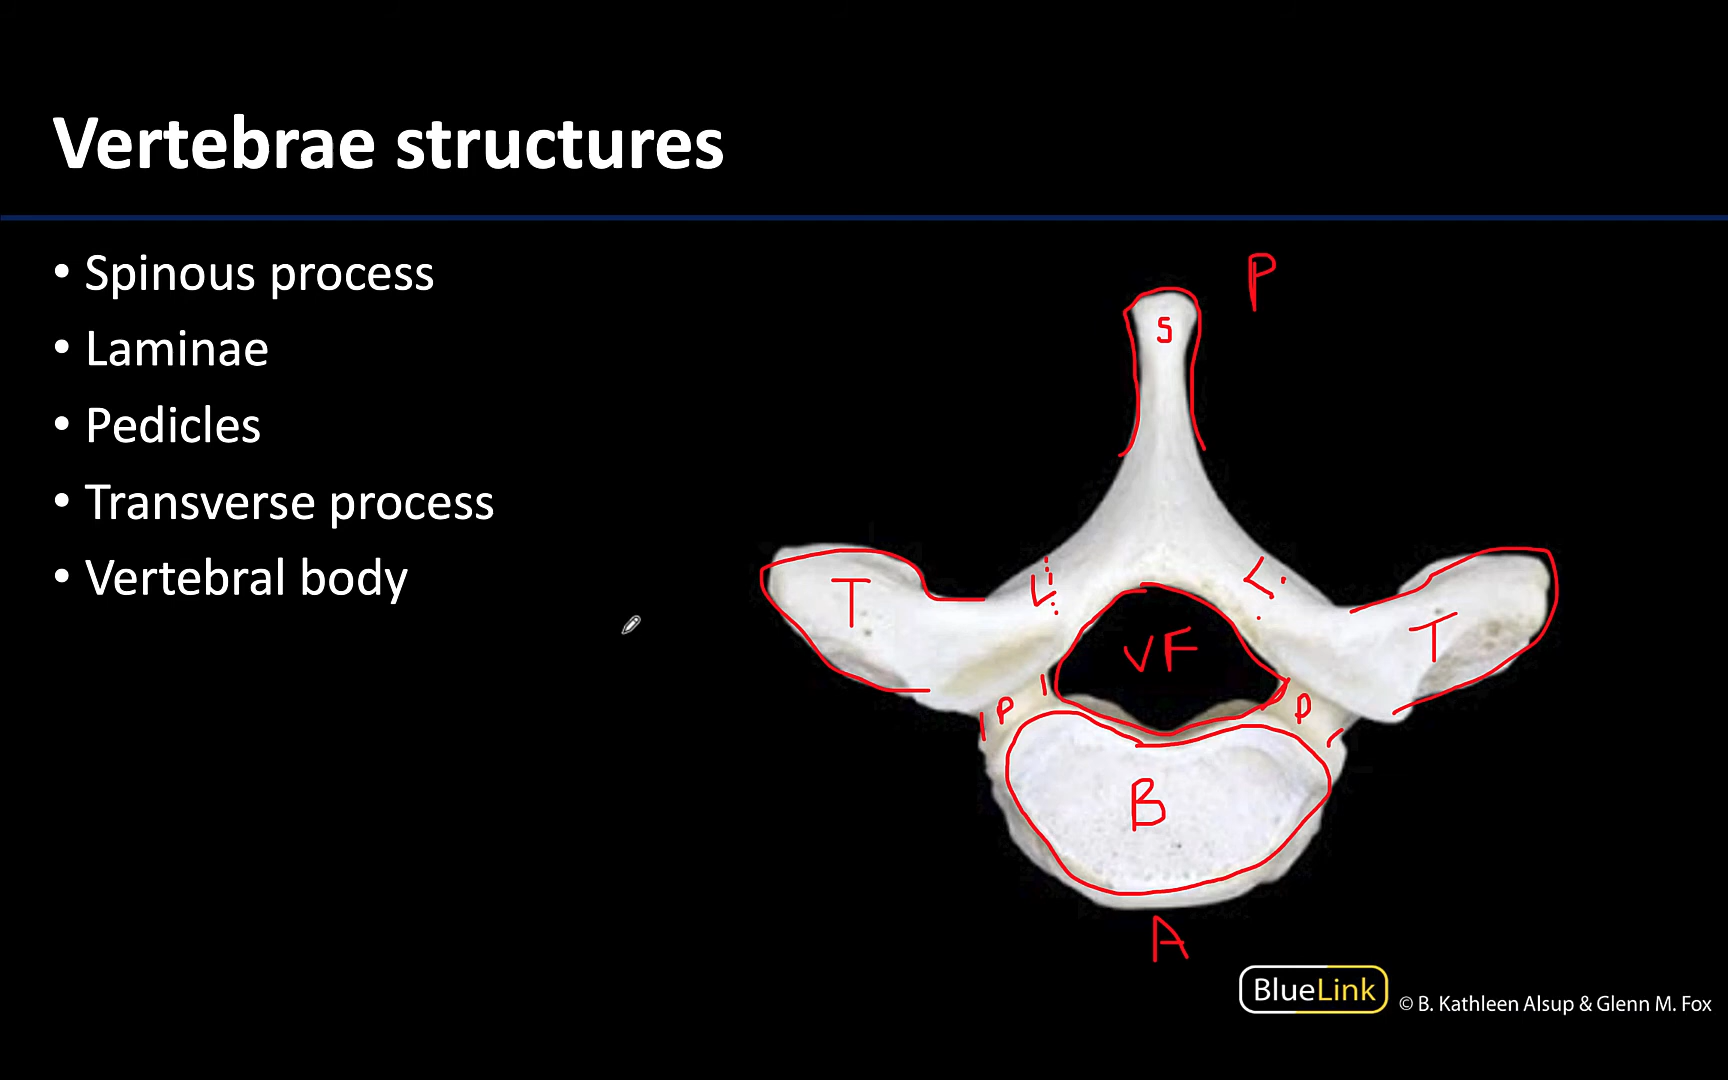 Vertebrae structures
• Spinous process
• Laminae
• Pedicles
• Transverse process
• Vertebral body
P
S
L
L
T
T
VF
P
P
B
A
BlueLink
© B. Kathleen Alsup & Glenn M. Fox